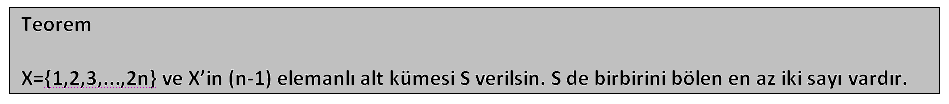 Teorem
X={1,2,3,...,2n} ve X’in (n-1) elemanlı alt kümesi S verilsin. S de birbirini bölen en az iki sayı vardır.